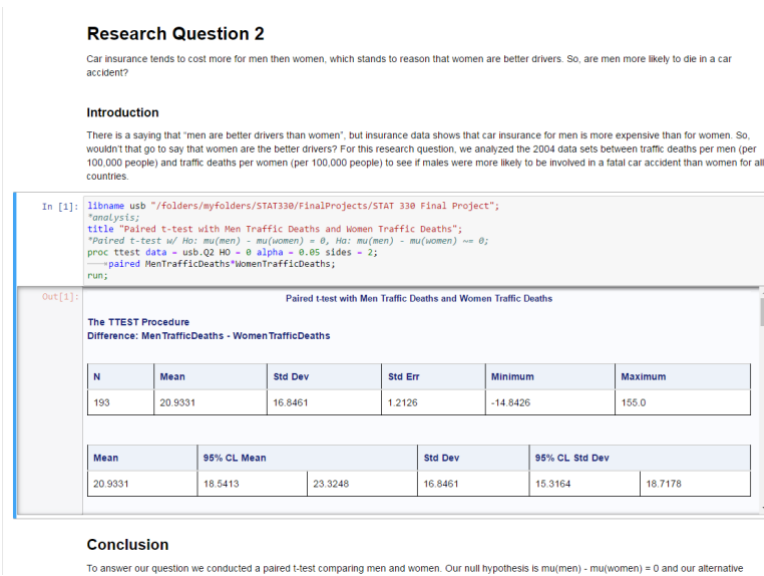 Research Question 2
Car insurance tends to cost more for men then women, which stands to reason that women are better drivers. So, are men more likely to die in a car
accident?
Introduction
There is a saying that "men are better drivers than women", but insurance data shows that car insurance for men is more expensive than for women. So,
wouldn't that go to say that women are the better drivers? For this research question, we analyzed the 2004 data sets between traffic deaths per men (per
100,000 people) and traffic deaths per women (per 100,000 people) to see if males were more likely to be involved in a fatal car accident than women for all
countries.
In [1]: libname usb "/folders/myfolders/STAT330/FinalProjects/STAT 330 Final Project";
*analysis;
title "Paired t-test with Men Traffic Deaths and Women Traffic Deaths";
*Paired t-test w/ Ho: mu(men) - mu(women) = 0, Ha: mu(men) - mu(women) ~= 0;
proc ttest data = usb.Q2 H0 = 0 alpha = 0.05 sides = 2;
paired MenTrafficDeaths*WomenTrafficDeaths;
run;
Out[1]: Paired t-test with Men Traffic Deaths and Women Traffic Deaths
The TTEST Procedure
Difference: MenTrafficDeaths - WomenTrafficDeaths
N Mean Std Dev Std Err Minimum Maximum
193 20.9331 16.8461 1.2126 -14.8426 155.0
Mean 95% CL Mean Std Dev 95% CL Std Dev
20.9331 18.5413 23.3248 16.8461 15.3164 18.7178
Conclusion
To answer our question we conducted a paired t-test comparing men and women. Our null hypothesis is mu(men) - mu(women) = 0 and our alternative